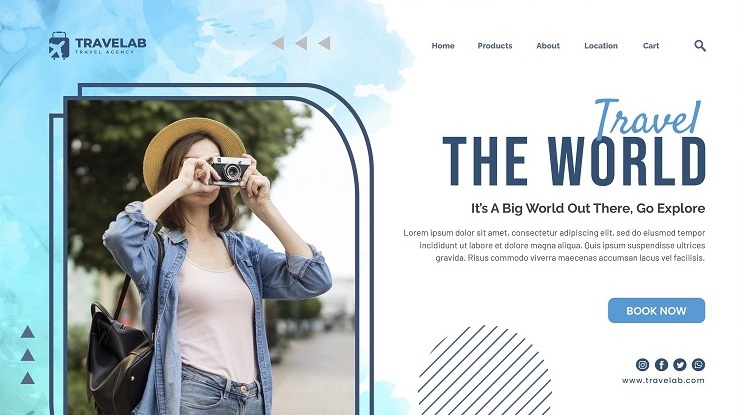 TRAVELAB
TRAVEL AGENCY
Home Products About Location Cart
Travel
THE WORLD
It's A Big World Out There, Go Explore
Lorem ipsum dolor sit amet, consectetur adipiscing elit, sed do eiusmod tempor
incididunt ut labore et dolore magna aliqua. Quis ipsum suspendisse ultrices
gravida. Risus commodo viverra maecenas accumsan lacus vel facilisis.
BOOK NOW
www.travelab.com